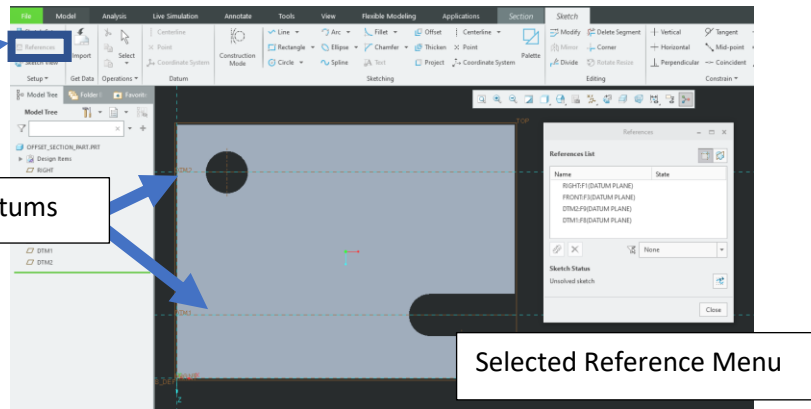 File Model Analysis Live Simulation Annotate Tools View Flexible Modeling Applications Section Sketch
References
Sketch View
Import
Select
Centerline
Point
Coordinate System
Construction Mode
Line Arc Fillet Offset Centerline
Rectangle Ellipse Chamfer Thicken Point
Circle Spline Text Project Coordinate System
Palette
Modify Delete Segment
Mirror Corner
Divide Rotate Resize
Vertical Tangent
Horizontal Mid-point
Perpendicular Coincident
Setup Get Data Operations Datum Sketching Editing Constrain
Model Tree Folder Favorit
Model Tree
OFFSET_SECTION_PART.PRT
Design Items
RIGHT
tums
DTM1
DTM2
TOP
DTM2
References
References List
Name State
RIGHT:F1(DATUM PLANE)
FRONT:F3(DATUM PLANE)
DTM2:F9(DATUM PLANE)
DTM1:F8(DATUM PLANE)
None
Sketch Status
Unsolved sketch
Close
Selected Reference Menu
Z